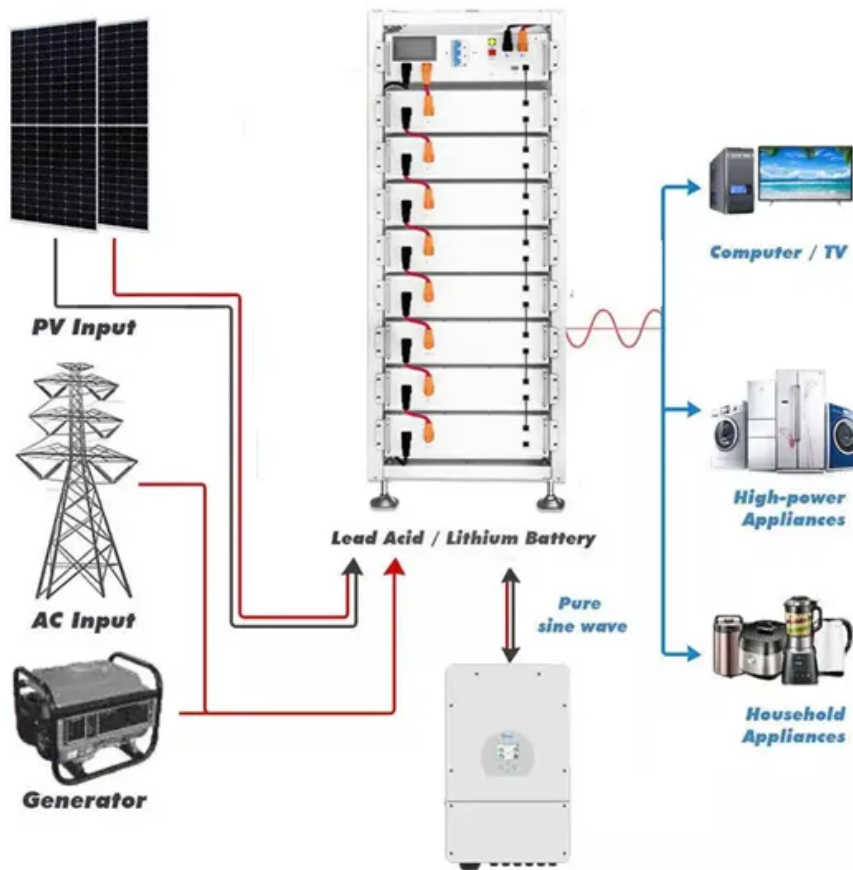 PV Input
AC Input
Generator
Lead Acid / Lithium Battery
Pure
sine wave
Computer / TV
High-power
Appliances
Household
Appliances